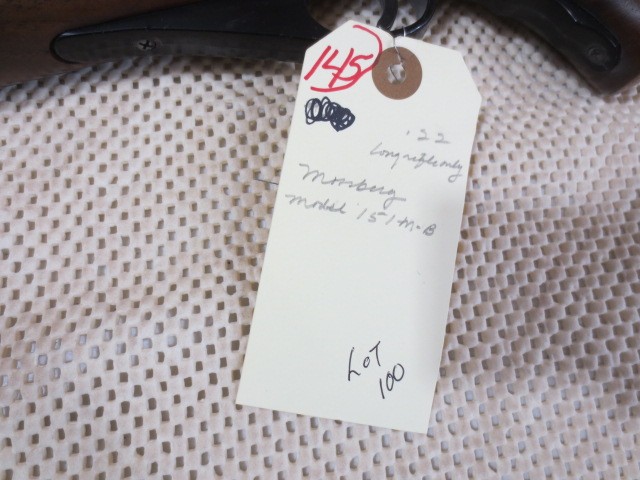 145
.22
Long rifle only
Mossberg
Model 151M-B
LOT
100